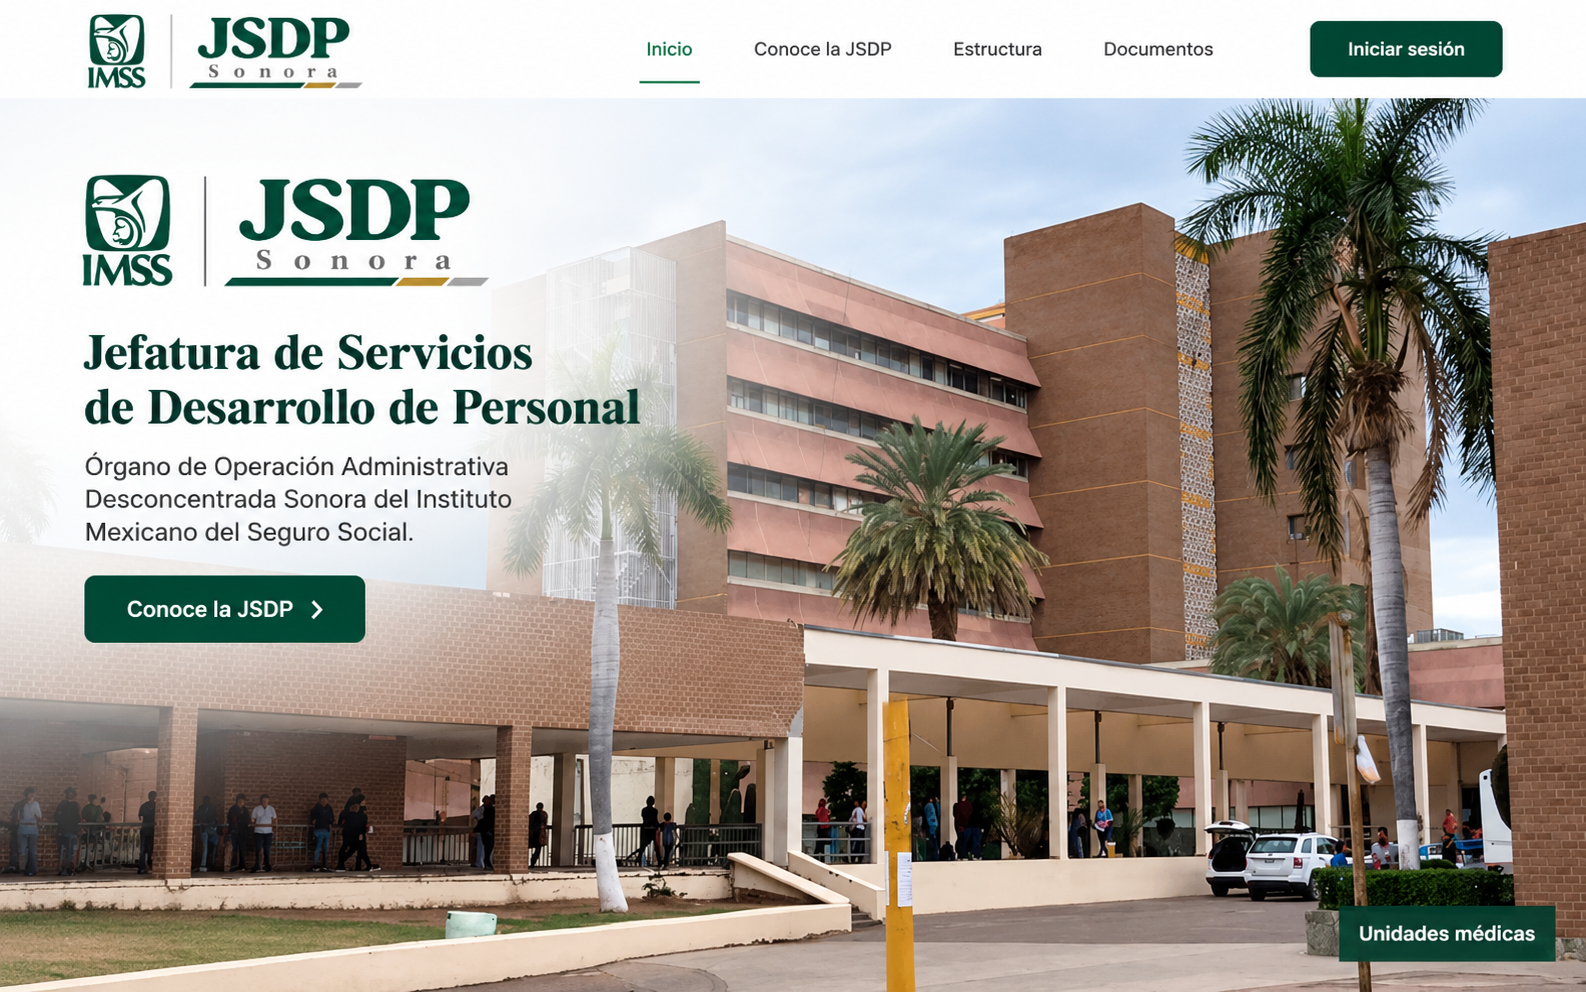 IMSS
JSDP
Sonora
Inicio
Conoce la JSDP
Estructura
Documentos
Iniciar sesión
IMSS
JSDP
Sonora
Jefatura de Servicios
de Desarrollo de Personal
Órgano de Operación Administrativa
Desconcentrada Sonora del Instituto
Mexicano del Seguro Social.
Conoce la JSDP
Unidades médicas